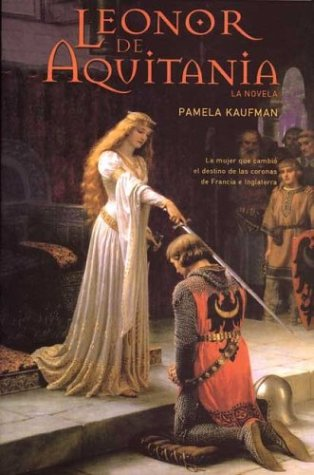 LEONOR
DE
AQUITANIA
LA NOVELA
PAMELA KAUFMAN
La mujer que cambió
el destino de las coronas
de Francia e Inglaterra